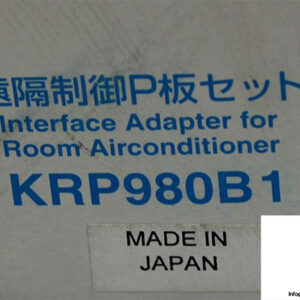 遠隔制御P板セット
Interface Adapter for
Room Airconditioner
KRP980B1
MADE IN
JAPAN